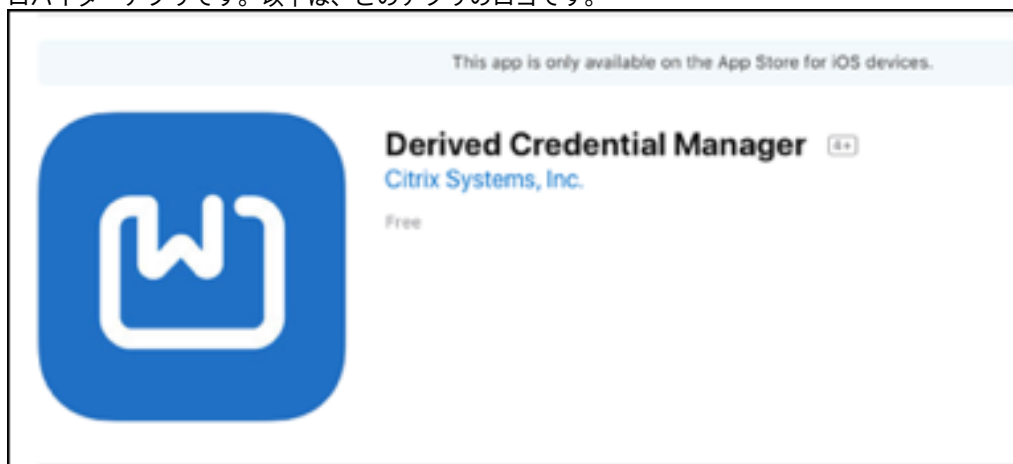 This app is only available on the App Store for iOS devices.
Derived Credential Manager 4+
Citrix Systems, Inc.
Free